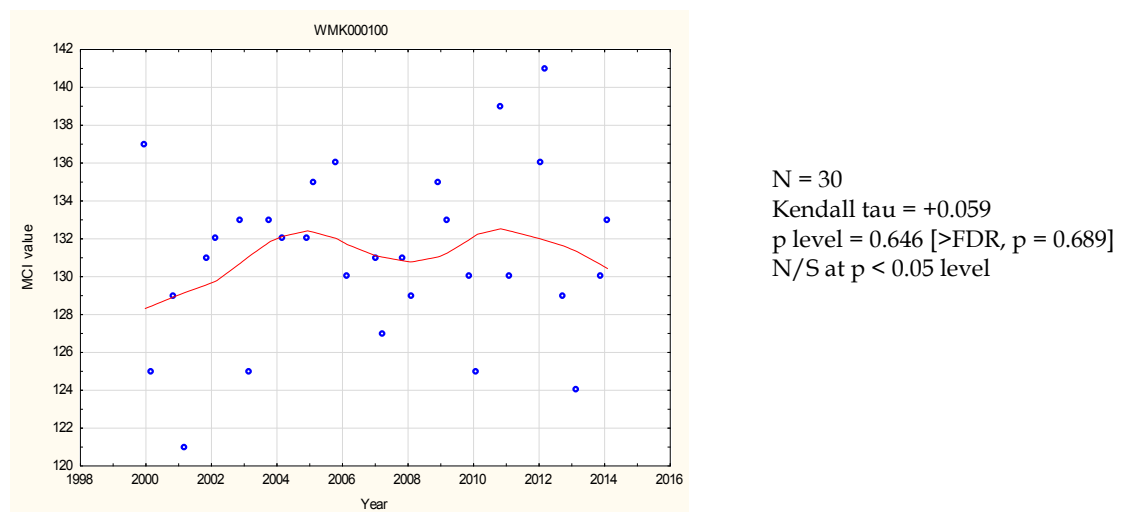 WMK000100
142
140
138
136
134
132
130
128
126
124
122
120
MCI value
1998 2000 2002 2004 2006 2008 2010 2012 2014 2016
Year
N = 30
Kendall tau = +0.059
p level = 0.646 [>FDR, p = 0.689]
N/S at p < 0.05 level